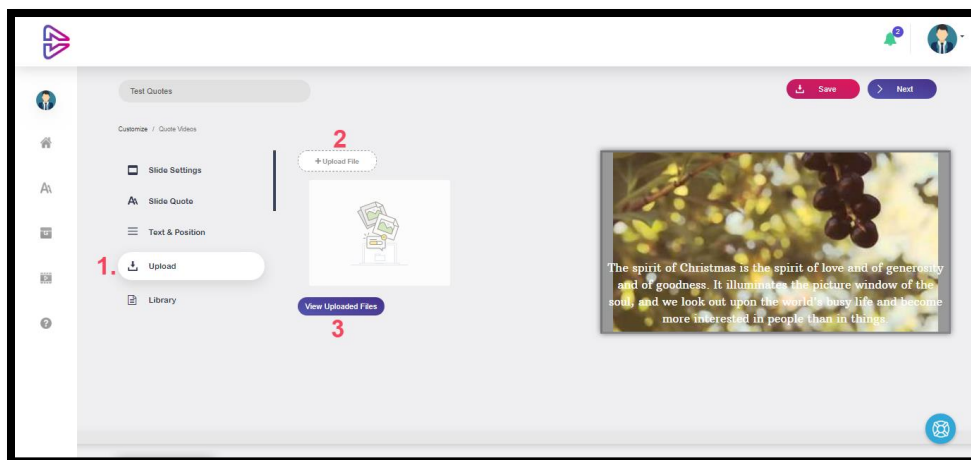 2
Test Quotes
Save
Next
Customize / Quote Videos
2
+ Upload File
Slide Settings
Slide Quote
Text & Position
1.
Upload
Library
View Uploaded Files
3
The spirit of Christmas is the spirit of love and of generosity
and of goodness. It illuminates the picture window of the
soul, and we look out upon the world's busy life and become
more interested in people than in things